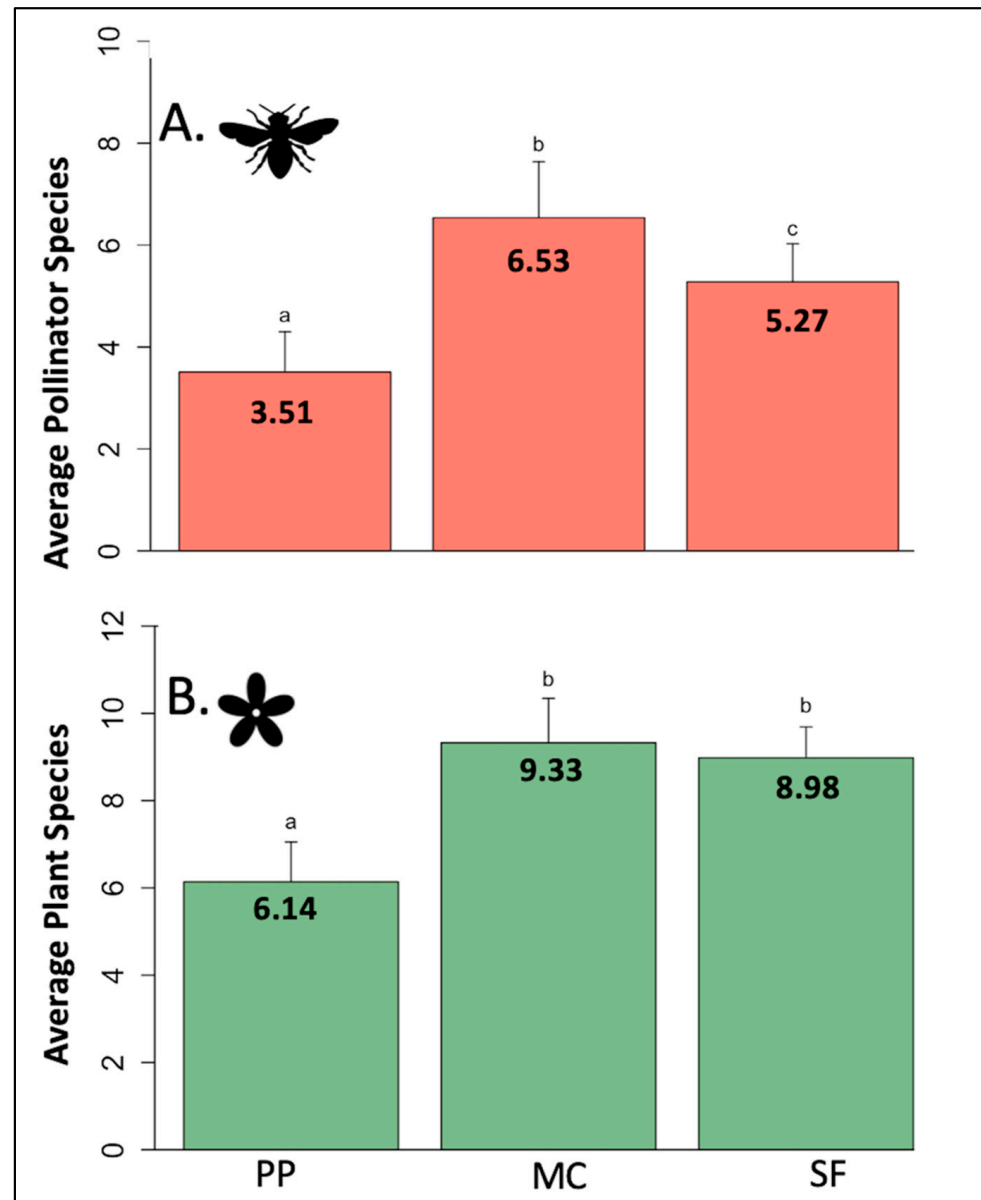 Average Pollinator Species
10
8
6
4
2
0
A.
a
3.51
b
6.53
c
5.27
Average Plant Species
12
10
8
6
4
2
0
B.
a
6.14
b
9.33
b
8.98
PP
MC
SF